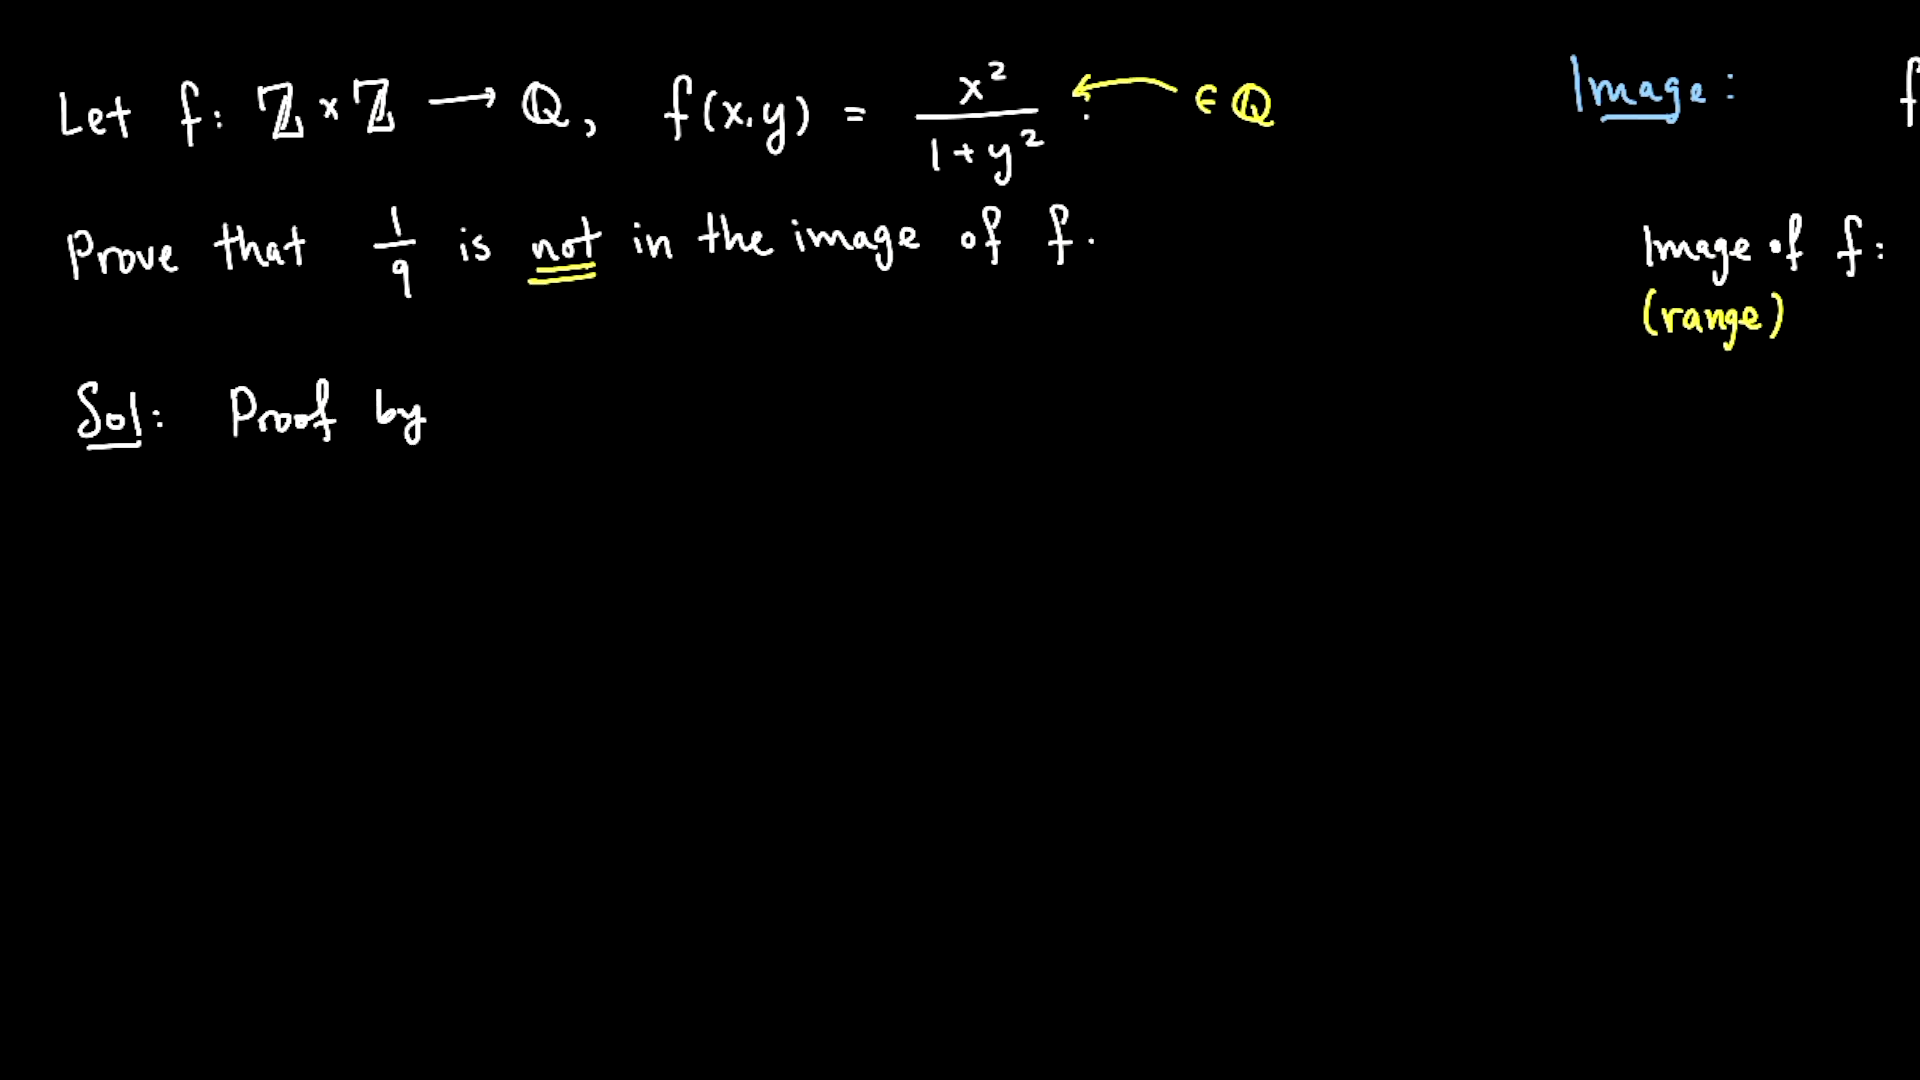 Let f: ℤ × ℤ → ℚ, f(x,y) = x² / (1 + y²) . ← ∈ ℚ
Prove that 1/9 is not in the image of f.
Sol: Proof by
Image: f
Image of f:
(range)